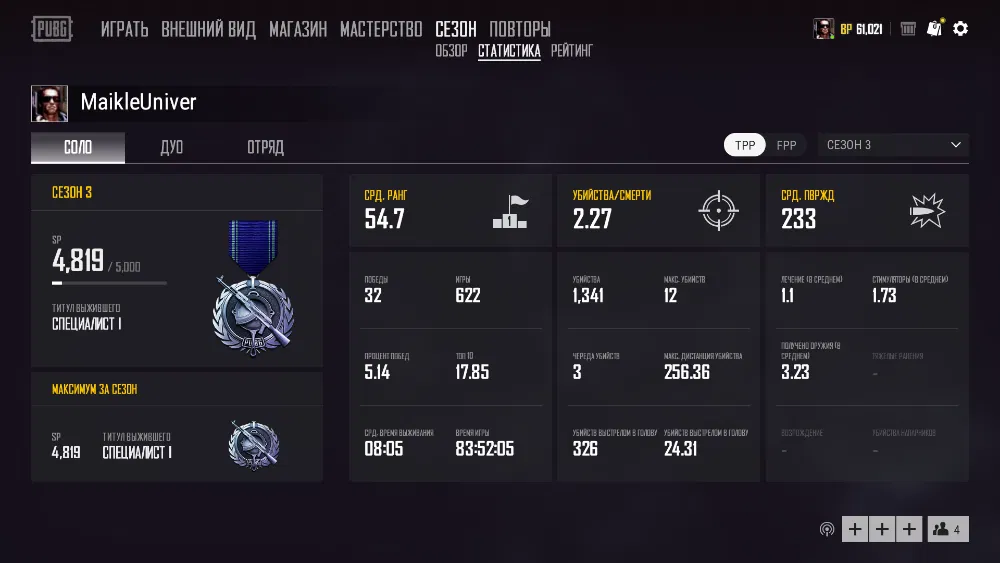 PUBG
ИГРАТЬ ВНЕШНИЙ ВИД МАГАЗИН МАСТЕРСТВО СЕЗОН ПОВТОРЫ
BP 61,021
ОБЗОР СТАТИСТИКА РЕЙТИНГ
MaikleUniver
СОЛО ДУО ОТРЯД
TPP FPP СЕЗОН 3
СЕЗОН 3
SP
4,819 / 5,000
ТИТУЛ ВЫЖИВШЕГО
СПЕЦИАЛИСТ I
PUBG
МАКСИМУМ ЗА СЕЗОН
SP ТИТУЛ ВЫЖИВШЕГО
4,819 СПЕЦИАЛИСТ I
СРД. РАНГ
54.7
1
ПОБЕДЫ ИГРЫ
32 622
ПРОЦЕНТ ПОБЕД ТОП 10
5.14 17.85
СРД. ВРЕМЯ ВЫЖИВАНИЯ ВРЕМЯ ИГРЫ
08:05 83:52:05
УБИЙСТВА/СМЕРТИ
2.27
УБИЙСТВА МАКС. УБИЙСТВ
1,341 12
ЧЕРЕДА УБИЙСТВ МАКС. ДИСТАНЦИЯ УБИЙСТВА
3 256.36
УБИЙСТВ ВЫСТРЕЛОМ В ГОЛОВУ УБИЙСТВ ВЫСТРЕЛОМ В ГОЛОВУ
326 24.31
СРД. ПВРЖД
233
ЛЕЧЕНИЕ (В СРЕДНЕМ) СТИМУЛЯТОРЫ (В СРЕДНЕМ)
1.1 1.73
ПОЛУЧЕНО ОРУЖИЯ (В
СРЕДНЕМ) ТЯЖЕЛЫЕ РАНЕНИЯ
3.23 -
ВОЗРОЖДЕНИЕ УБИЙСТВА НАПАРНИКОВ
- -
4